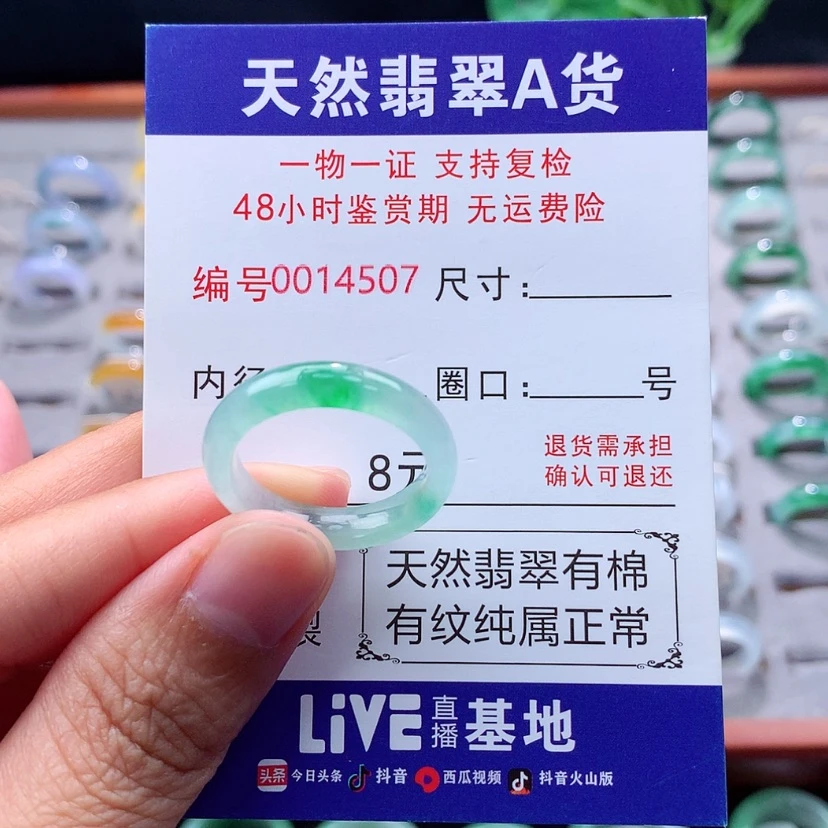 天然翡翠A货
一物一证 支持复检
48小时鉴赏期 无运费险
编号0014507 尺寸:
内径 圈口: 号
8元
退货需承担
确认可退还
天然翡翠有棉
有纹纯属正常
裂
LiVE 直播 基地
头条 今日头条 抖音 西瓜视频 抖音火山版